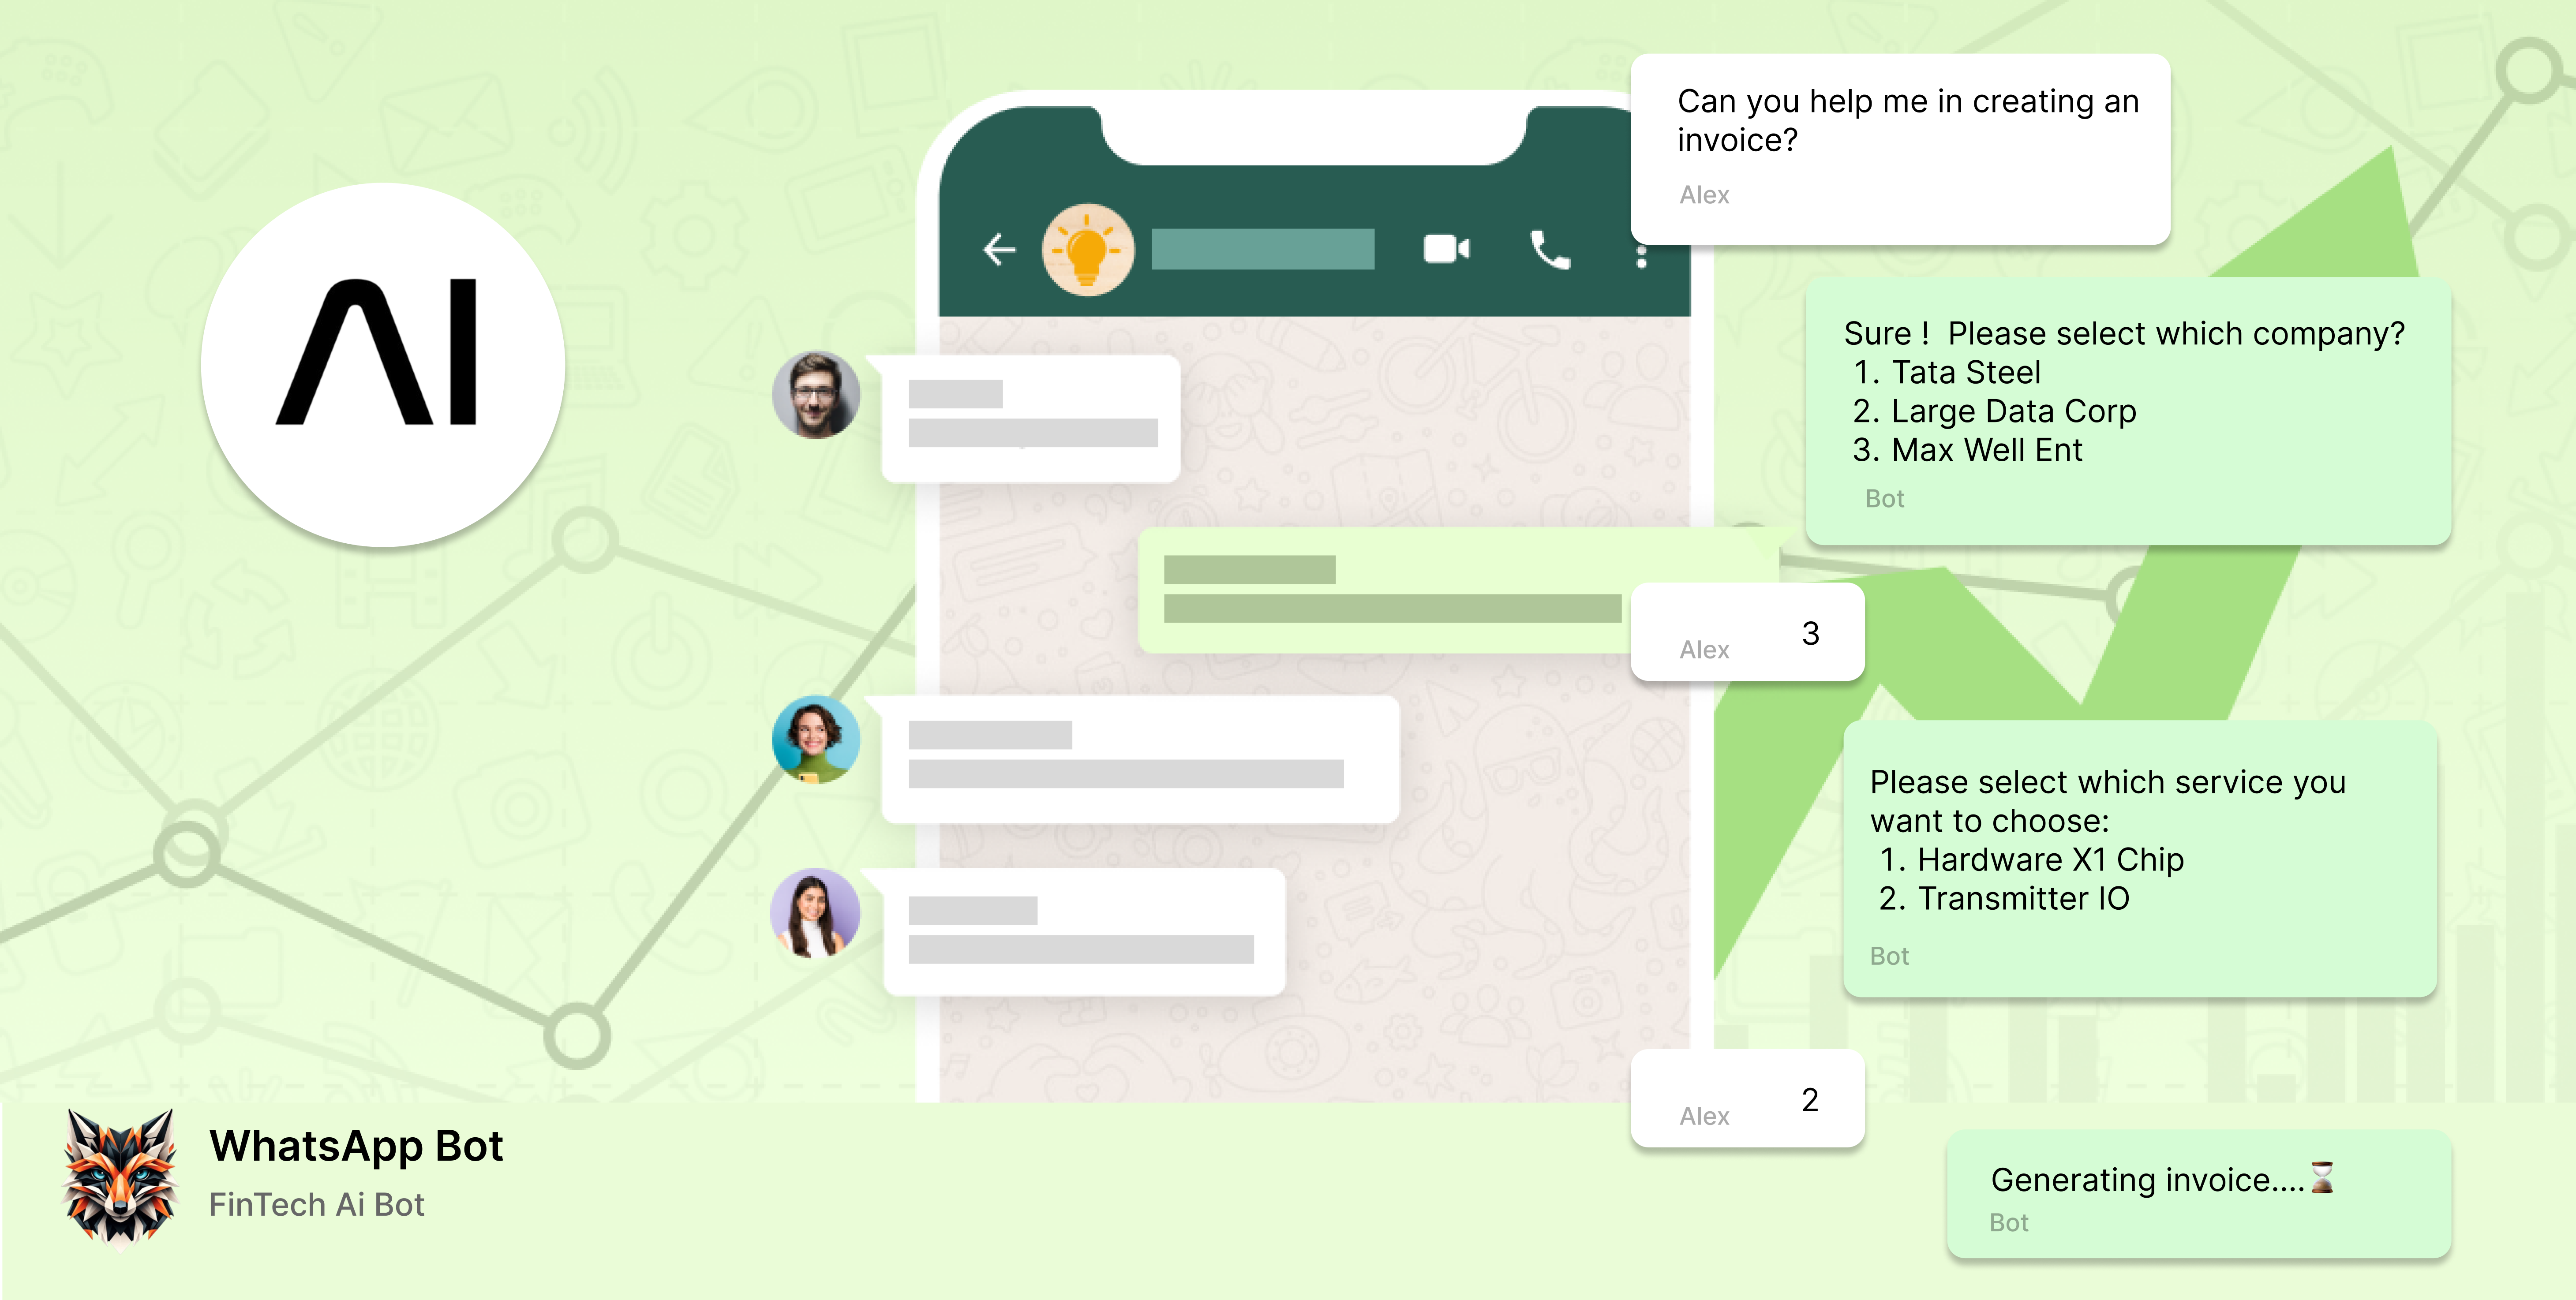 AI
WhatsApp Bot
FinTech Ai Bot
Can you help me in creating an
invoice?
Alex
Sure !  Please select which company?
1. Tata Steel
2. Large Data Corp
3. Max Well Ent
Bot
3
Alex
Please select which service you
want to choose:
1. Hardware X1 Chip
2. Transmitter IO
Bot
2
Alex
Generating invoice....⏳
Bot